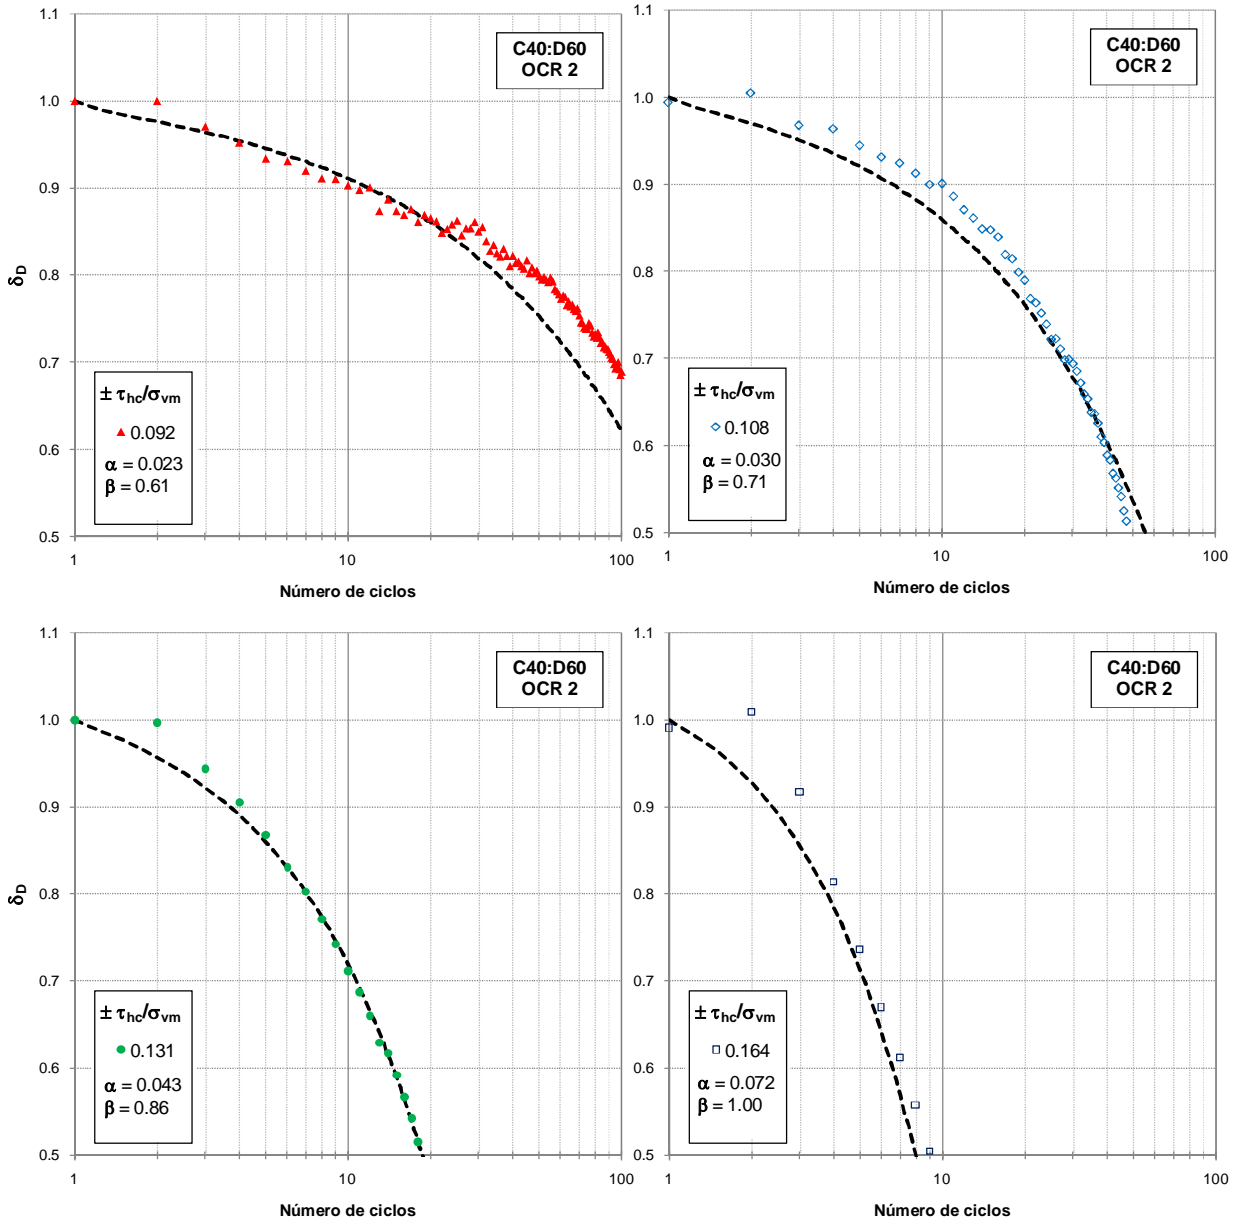 1.1
1.0
0.9
0.8
0.7
0.6
0.5
δD
C40:D60
OCR 2
± τhc/σvm
0.092
α = 0.023
β = 0.61
1 10 100
Número de ciclos
1.1
1.0
0.9
0.8
0.7
0.6
0.5
C40:D60
OCR 2
± τhc/σvm
0.108
α = 0.030
β = 0.71
1 10 100
Número de ciclos
1.1
1.0
0.9
0.8
0.7
0.6
0.5
δD
C40:D60
OCR 2
± τhc/σvm
0.131
α = 0.043
β = 0.86
1 10 100
Número de ciclos
1.1
1.0
0.9
0.8
0.7
0.6
0.5
C40:D60
OCR 2
± τhc/σvm
0.164
α = 0.072
β = 1.00
1 10 100
Número de ciclos